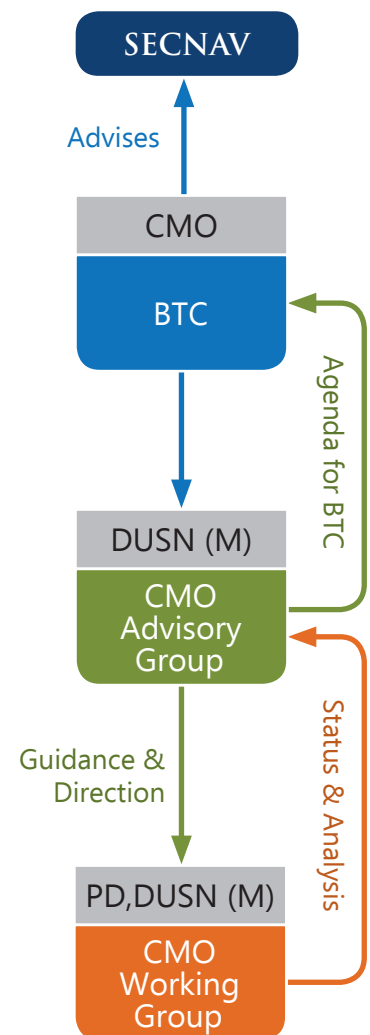 SECNAV
Advises
CMO
BTC
Agenda for BTC
DUSN (M)
CMO
Advisory
Group
Guidance &
Direction
Status & Analysis
PD,DUSN (M)
CMO
Working
Group